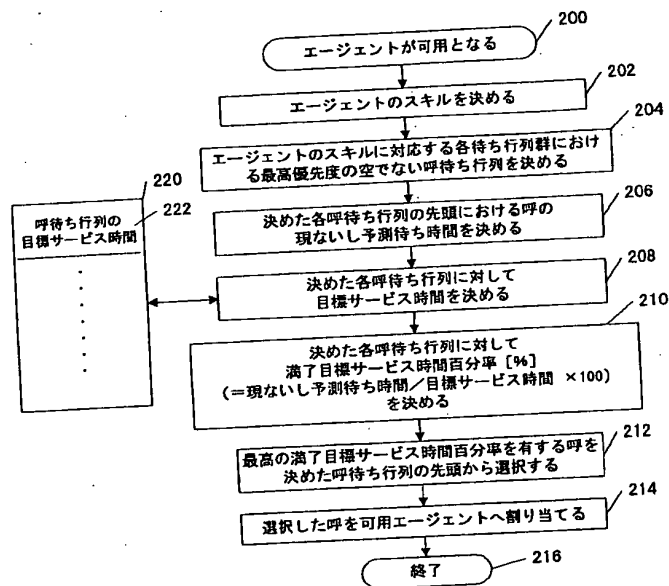 エージェントが可用となる
200
エージェントのスキルを決める
202
エージェントのスキルに対応する各待ち行列群におけ
る最高優先度の空でない呼待ち行列を決める
204
決めた各呼待ち行列の先頭における呼の
現ないし予測待ち時間を決める
206
220
呼待ち行列の
目標サービス時間
222
決めた各呼待ち行列に対して
目標サービス時間を決める
208
決めた各呼待ち行列に対して
満了目標サービス時間百分率 [%]
(=現ないし予測待ち時間/目標サービス時間 ×100)
を決める
210
最高の満了目標サービス時間百分率を有する呼を
決めた呼待ち行列の先頭から選択する
212
選択した呼を可用エージェントへ割り当てる
214
終了
216